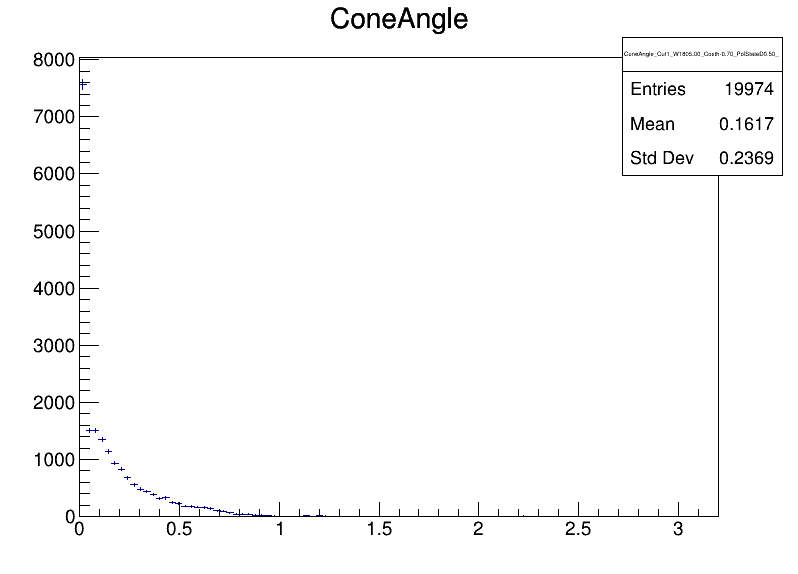 ConeAngle
ConeAngle_Cut1_W1805.00_Costh-0.70_PolStateD0.50_
Entries 19974
Mean 0.1617
Std Dev 0.2369
8000
7000
6000
5000
4000
3000
2000
1000
0
0 0.5 1 1.5 2 2.5 3